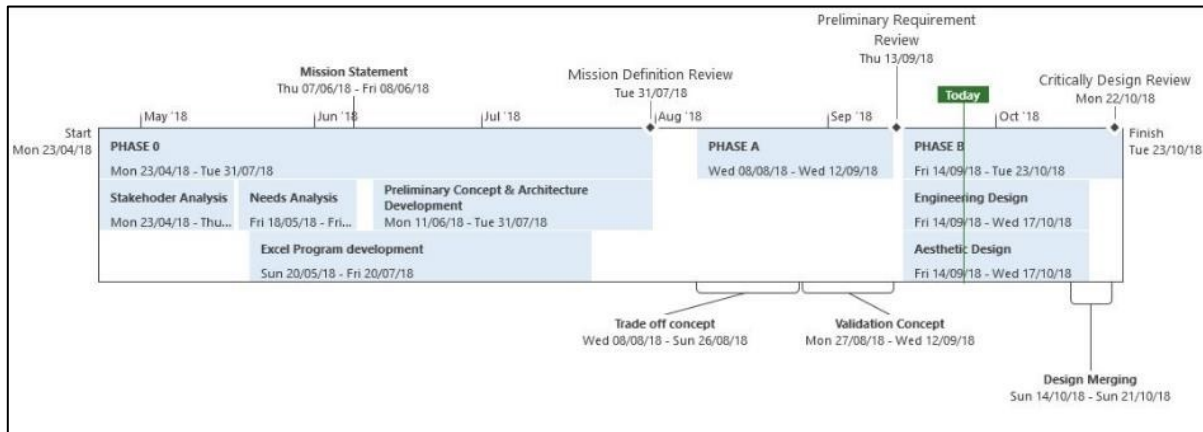 Preliminary Requirement
Review
Thu 13/09/18
Mission Statement
Thu 07/06/18 - Fri 08/06/18
Mission Definition Review
Tue 31/07/18
Critically Design Review
Mon 22/10/18
Today
May '18
Jun '18
Jul '18
Aug '18
Sep '18
Oct '18
Start
Mon 23/04/18
Finish
Tue 23/10/18
PHASE 0
Mon 23/04/18 - Tue 31/07/18
PHASE A
Wed 08/08/18 - Wed 12/09/18
PHASE B
Fri 14/09/18 - Tue 23/10/18
Stakehoder Analysis
Mon 23/04/18 - Thu...
Needs Analysis
Fri 18/05/18 - Fri...
Preliminary Concept & Architecture
Development
Mon 11/06/18 - Tue 31/07/18
Engineering Design
Fri 14/09/18 - Wed 17/10/18
Excel Program development
Sun 20/05/18 - Fri 20/07/18
Aesthetic Design
Fri 14/09/18 - Wed 17/10/18
Trade off concept
Wed 08/08/18 - Sun 26/08/18
Validation Concept
Mon 27/08/18 - Wed 12/09/18
Design Merging
Sun 14/10/18 - Sun 21/10/18